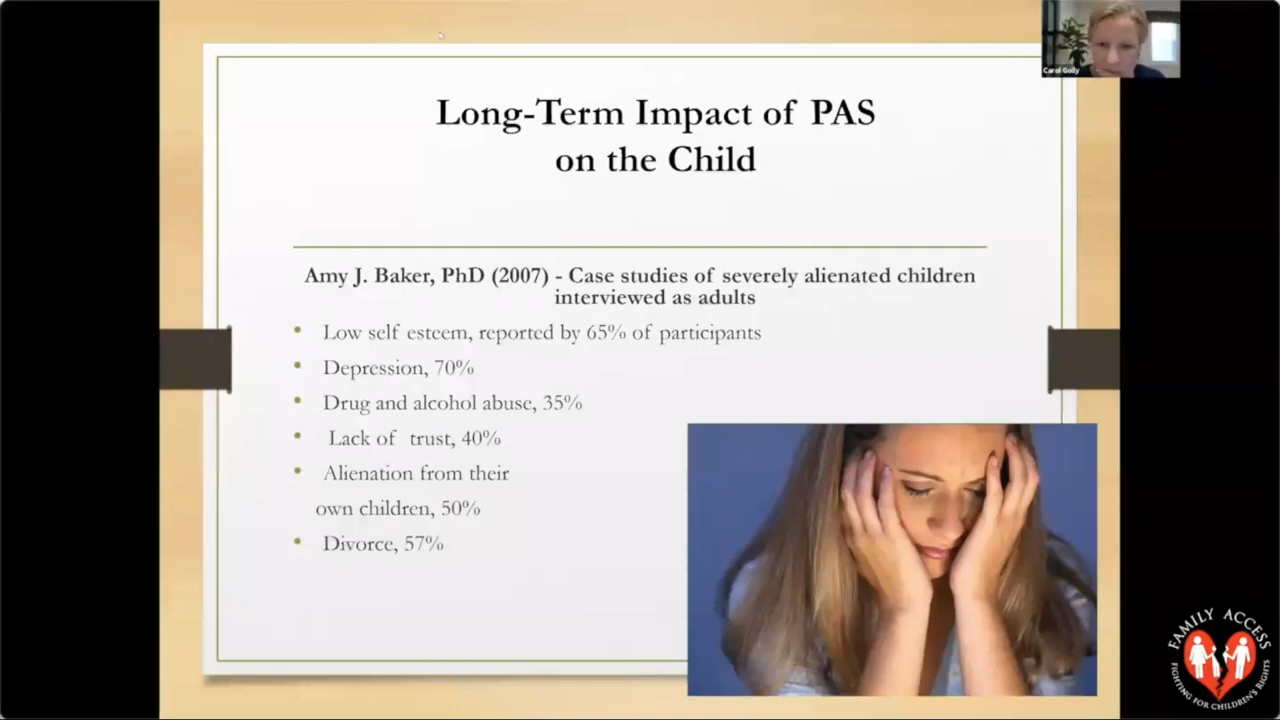 Carol Golly
Long-Term Impact of PAS
on the Child
Amy J. Baker, PhD (2007) - Case studies of severely alienated children
interviewed as adults
• Low self esteem, reported by 65% of participants
• Depression, 70%
• Drug and alcohol abuse, 35%
• Lack of trust, 40%
• Alienation from their
own children, 50%
• Divorce, 57%
FAMILY ACCESS
FIGHTING FOR CHILDREN'S RIGHTS